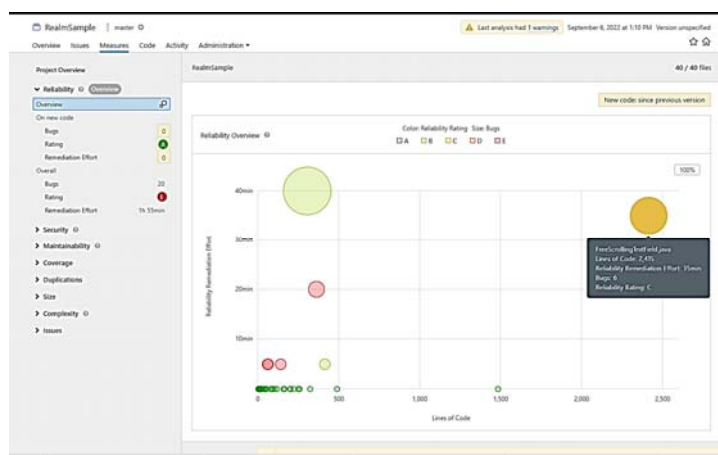 RealmSample master
Last analysis had 1 warnings September 6, 2022 at 1:10 PM Version unspecified
Overview Issues Measures Code Activity Administration
Project Overview
RealmSample
40 / 40 files
Reliability Overview
Overview
On new code
Bugs 0
Rating A
Remediation Effort 0
Overall
Bugs 20
Rating E
Remediation Effort 1h 55min
Security
Maintainability
Coverage
Duplications
Size
Complexity
Issues
New code: since previous version
Reliability Overview
Color: Reliability Rating Size: Bugs
A B C D E
100%
Reliability Remediation Effort
40min
30min
20min
10min
0
0 500 1,000 1,500 2,000 2,500
Lines of Code
FreeScrollingTextField.java
Lines of Code: 2,415
Reliability Remediation Effort: 35min
Bugs: 6
Reliability Rating: C